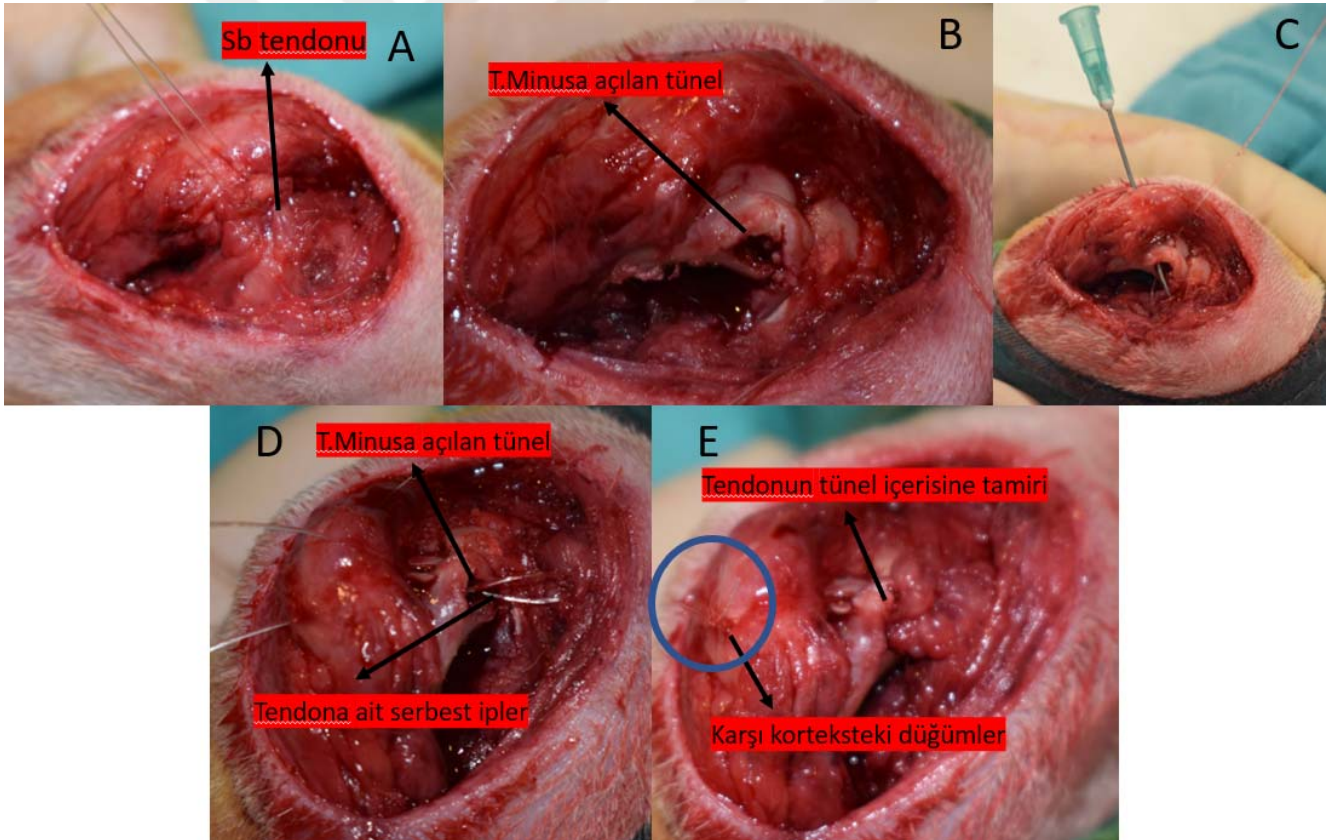 Sb tendonu
A
B
T.Minusa açılan tünel
C
D
T.Minusa açılan tünel
Tendona ait serbest ipler
E
Tendonun tünel içerisine tamiri
Karşı korteksteki düğümler